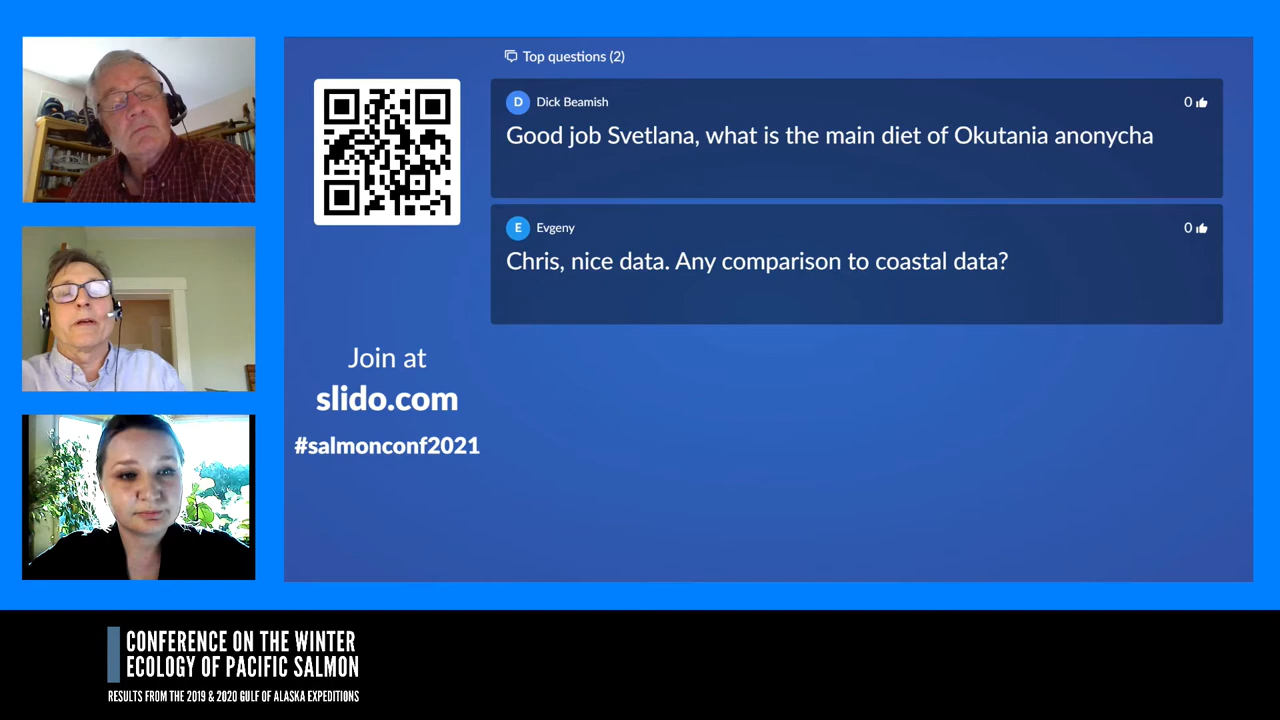 Top questions (2)
D Dick Beamish 0
Good job Svetlana, what is the main diet of Okutania anonycha
E Evgeny 0
Chris, nice data. Any comparison to coastal data?
Join at
slido.com
#salmonconf2021
CONFERENCE ON THE WINTER
ECOLOGY OF PACIFIC SALMON
RESULTS FROM THE 2019 & 2020 GULF OF ALASKA EXPEDITIONS